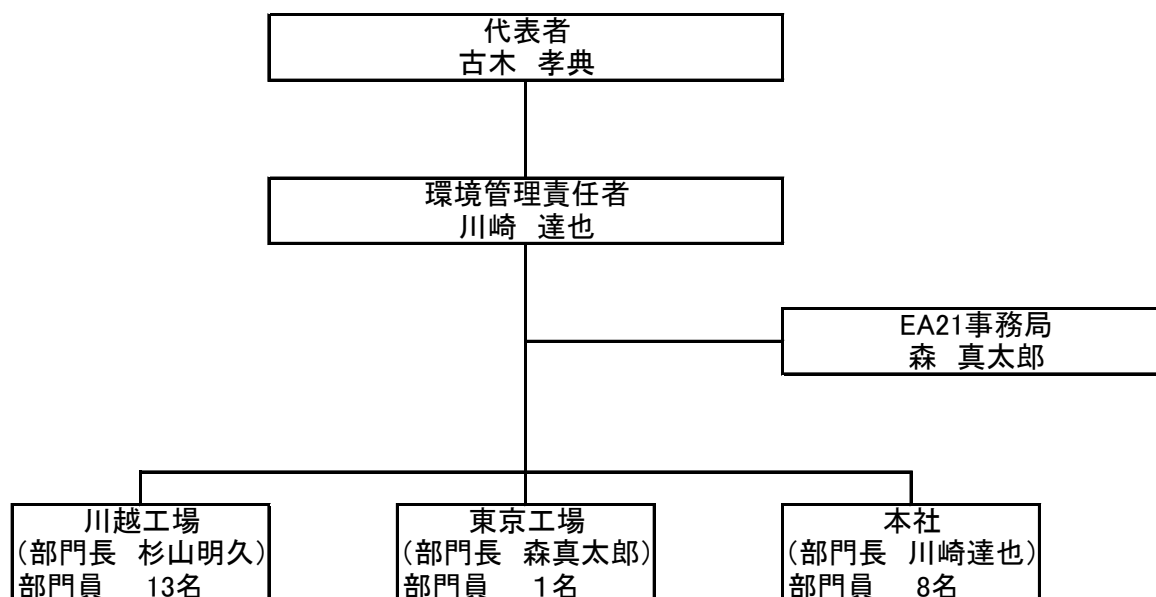 代表者
古木　孝典
環境管理責任者
川崎　達也
EA21事務局
森　真太郎
川越工場
(部門長　杉山明久)
部門員　13名
東京工場
(部門長　森真太郎)
部門員　１名
本社
(部門長　川崎達也)
部門員　8名